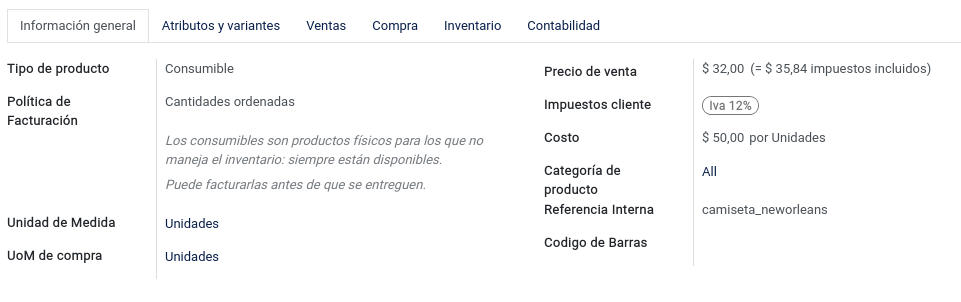 Información general Atributos y variantes Ventas Compra Inventario Contabilidad
Tipo de producto Consumible
Política de
Facturación Cantidades ordenadas
Los consumibles son productos físicos para los que no
maneja el inventario: siempre están disponibles.
Puede facturarlas antes de que se entreguen.
Unidad de Medida Unidades
UoM de compra Unidades
Precio de venta $ 32,00 (= $ 35,84 impuestos incluidos)
Impuestos cliente Iva 12%
Costo $ 50,00 por Unidades
Categoría de
producto All
Referencia Interna camiseta_neworleans
Codigo de Barras